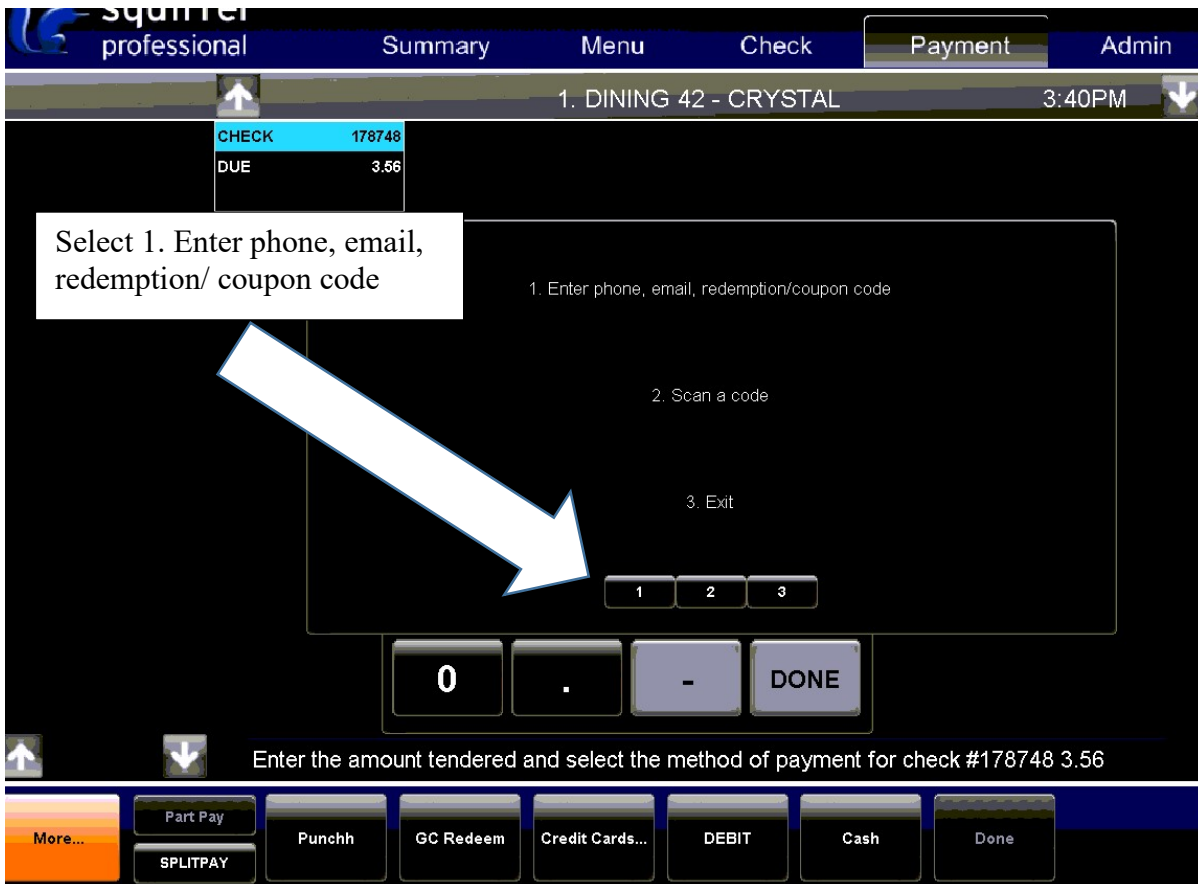 squirrel
professional
Summary Menu Check Payment Admin
1. DINING 42 - CRYSTAL 3:40PM
CHECK 178748
DUE 3.56
Select 1. Enter phone, email,
redemption/ coupon code
1. Enter phone, email, redemption/coupon code
2. Scan a code
3. Exit
1 2 3
0 . - DONE
Enter the amount tendered and select the method of payment for check #178748 3.56
More... Part Pay Punchh GC Redeem Credit Cards... DEBIT Cash Done
SPLITPAY